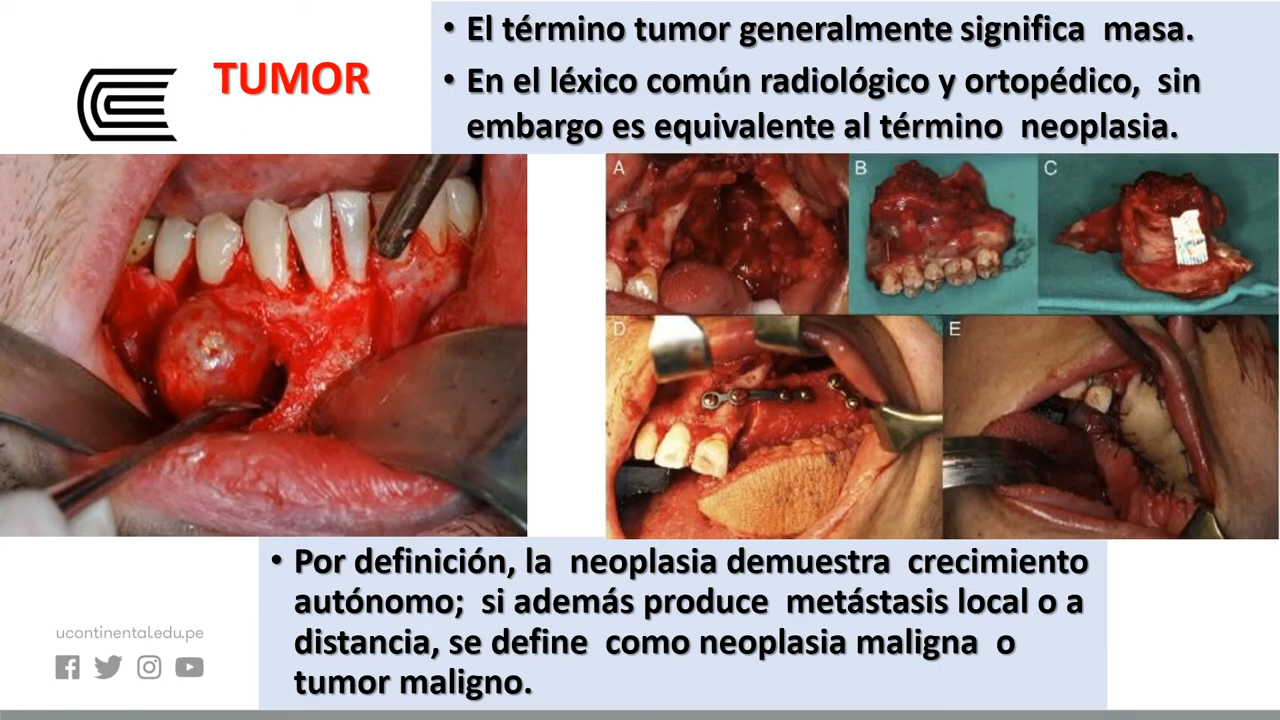 TUMOR
• El término tumor generalmente significa masa.
• En el léxico común radiológico y ortopédico, sin
embargo es equivalente al término neoplasia.
A
B
C
D
E
• Por definición, la neoplasia demuestra crecimiento
autónomo; si además produce metástasis local o a
distancia, se define como neoplasia maligna o
tumor maligno.
ucontinental.edu.pe